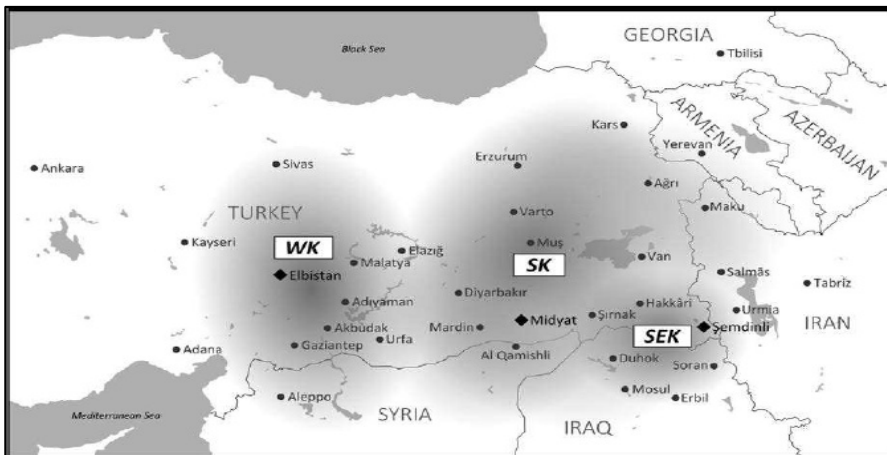 Black Sea
GEORGIA
Tbilisi
Kars
ARMENIA
AZERBAIJAN
Yerevan
Ankara
Sivas
Erzurum
Ağrı
TURKEY
Varto
Maku
Kayseri
WK
Elazığ
Muş
Malatya
SK
Van
Elbistan
Salmās
Tabriz
Diyarbakır
Adıyaman
Hakkâri
Urmia
Akbudak
Mardin
Midyat
Şırnak
Şemdinli
IRAN
Gaziantep
Urfa
SEK
Adana
Al Qamishli
Duhok
Soran
Aleppo
Mosul
Erbil
Mediterranean Sea
SYRIA
IRAQ